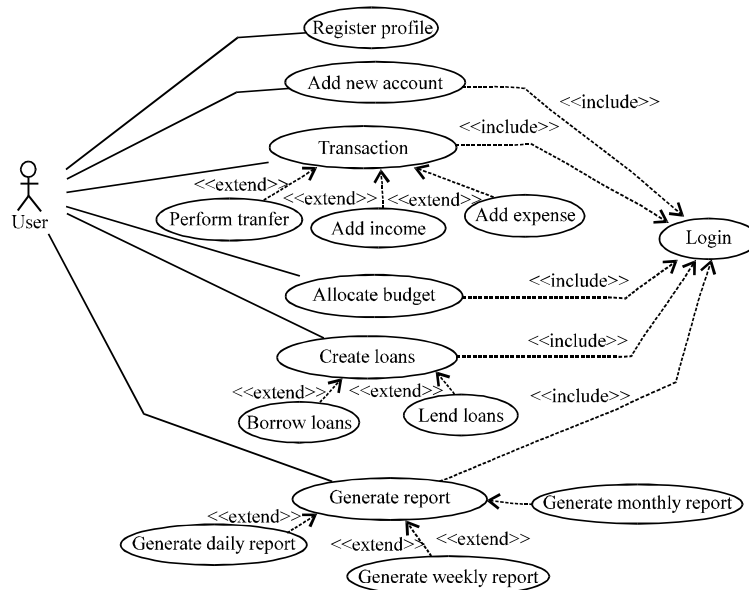 Register profile
Add new account
<<include>>
<<include>>
Transaction
<<extend>>
<<extend>>
<<extend>>
Perform tranfer
Add income
Add expense
User
Login
<<include>>
Allocate budget
<<include>>
Create loans
<<extend>>
<<extend>>
<<include>>
Borrow loans
Lend loans
Generate report
Generate monthly report
<<extend>>
<<extend>>
<<extend>>
Generate daily report
Generate weekly report